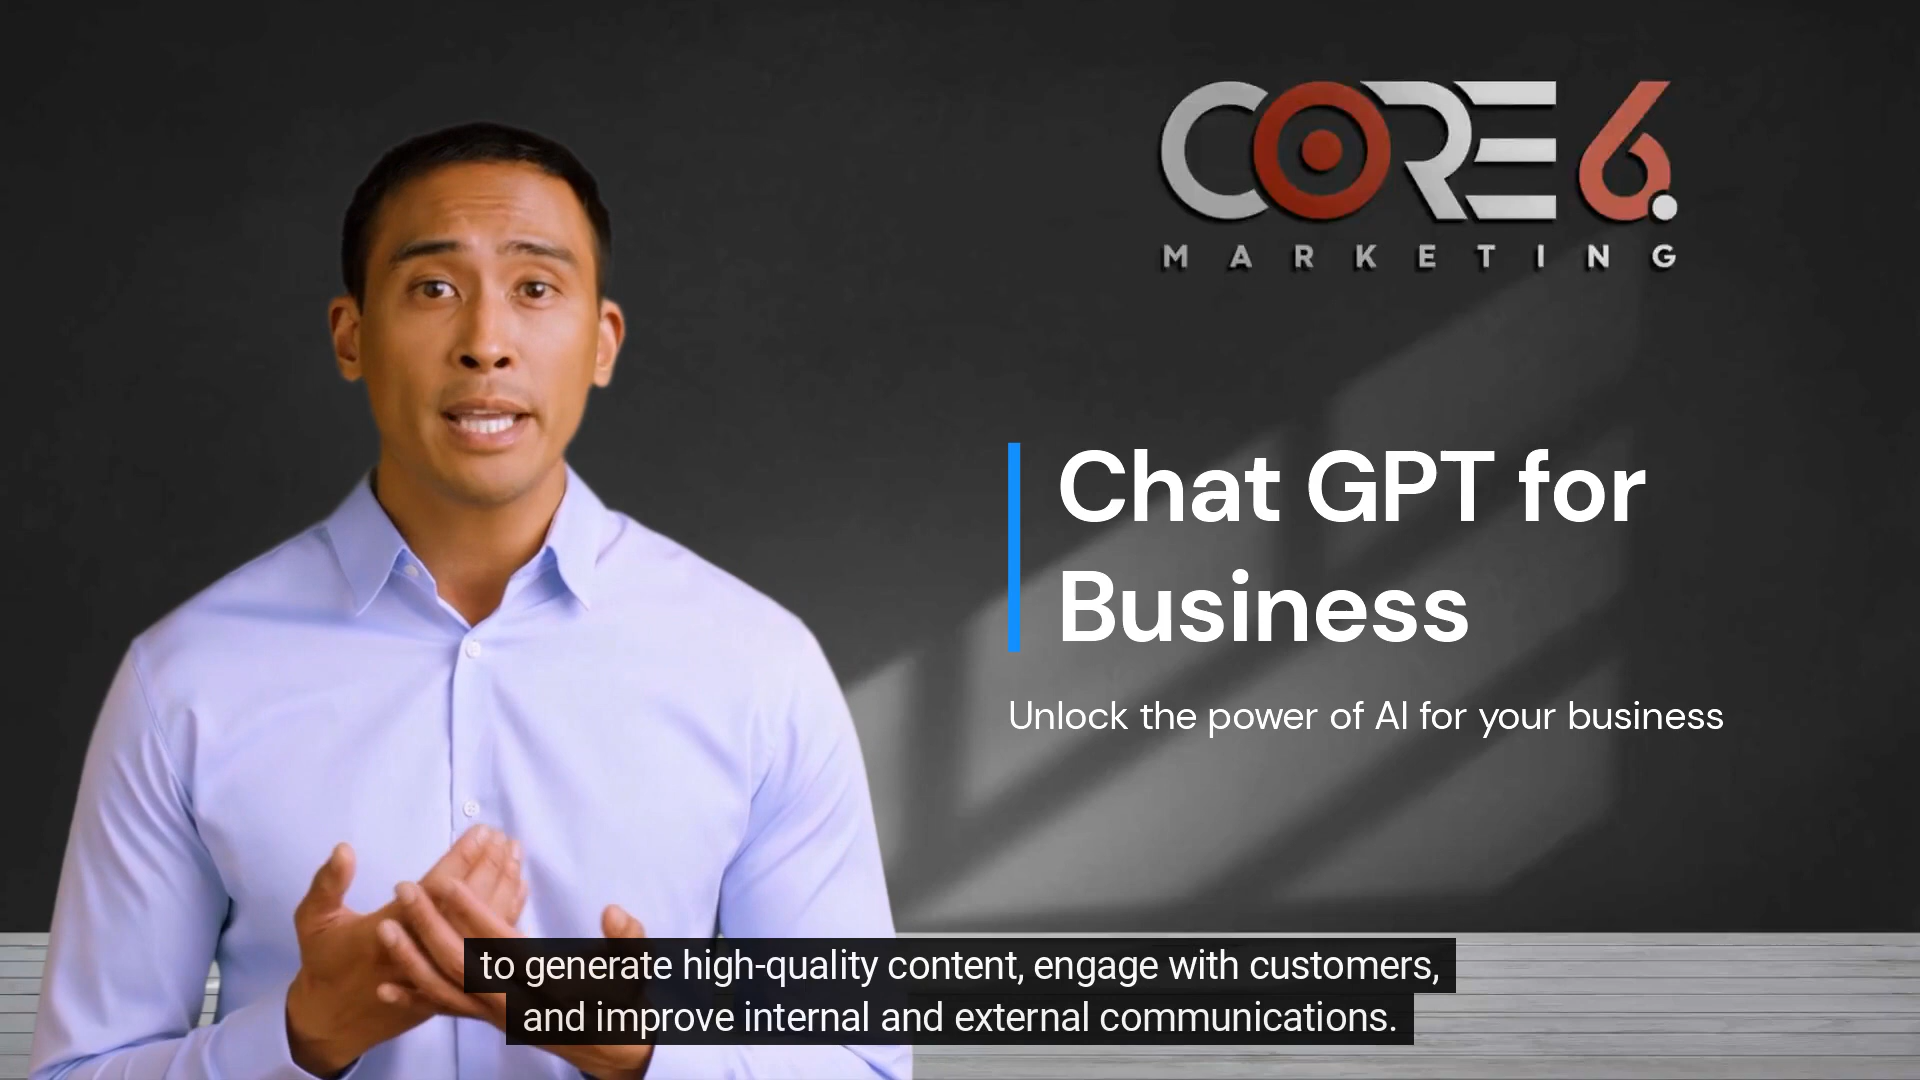 CORE 6.
MARKETING
Chat GPT for
Business
Unlock the power of AI for your business
to generate high-quality content, engage with customers,
and improve internal and external communications.